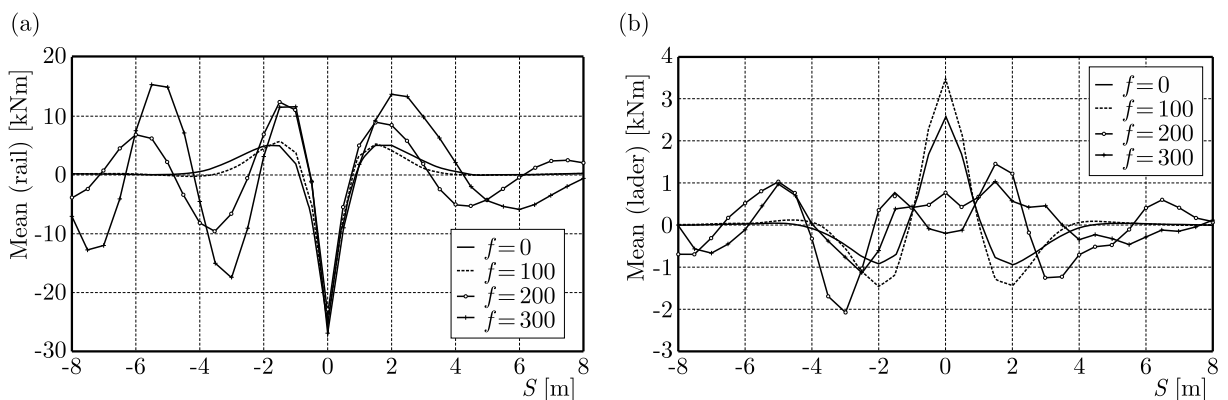 (a)
Mean (rail) [kNm]
20
10
0
-10
-20
-30
-8
-6
-4
-2
0
2
4
6
8
S [m]
f=0
f=100
f=200
f=300
(b)
Mean (lader) [kNm]
4
3
2
1
0
-1
-2
-3
-8
-6
-4
-2
0
2
4
6
8
S [m]
f=0
f=100
f=200
f=300